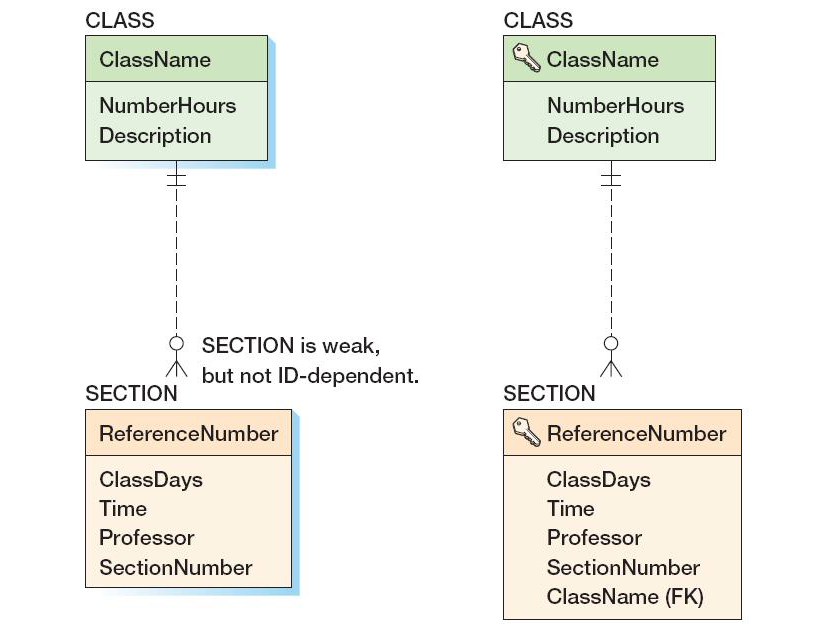 CLASS
ClassName
NumberHours
Description
SECTION is weak,
but not ID-dependent.
SECTION
ReferenceNumber
ClassDays
Time
Professor
SectionNumber
CLASS
ClassName
NumberHours
Description
SECTION
ReferenceNumber
ClassDays
Time
Professor
SectionNumber
ClassName (FK)